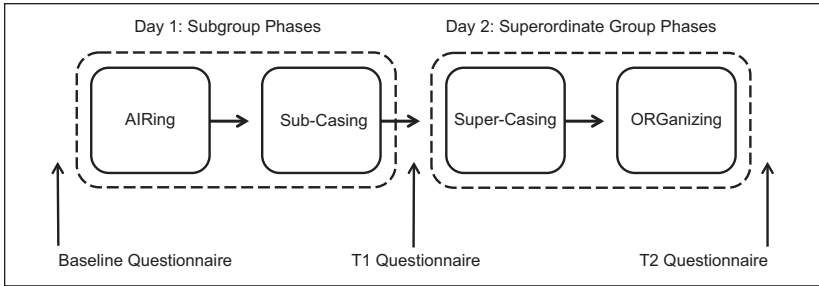 Day 1: Subgroup Phases
Day 2: Superordinate Group Phases
AIRing
Sub-Casing
Super-Casing
ORGanizing
Baseline Questionnaire
T1 Questionnaire
T2 Questionnaire